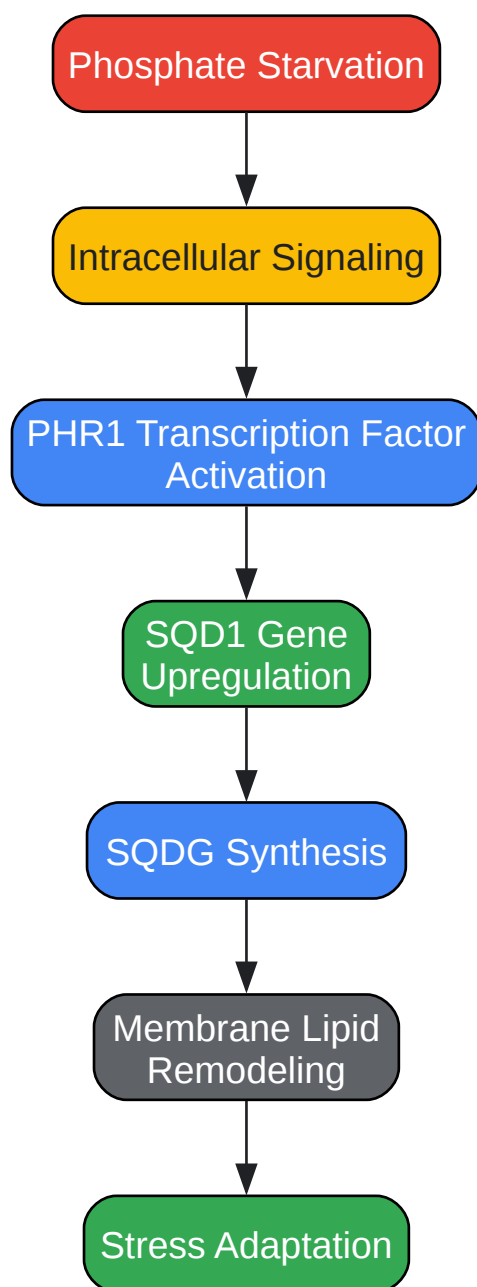 Phosphate Starvation
Intracellular Signaling
PHR1 Transcription Factor
Activation
SQD1 Gene
Upregulation
SQDG Synthesis
Membrane Lipid
Remodeling
Stress Adaptation